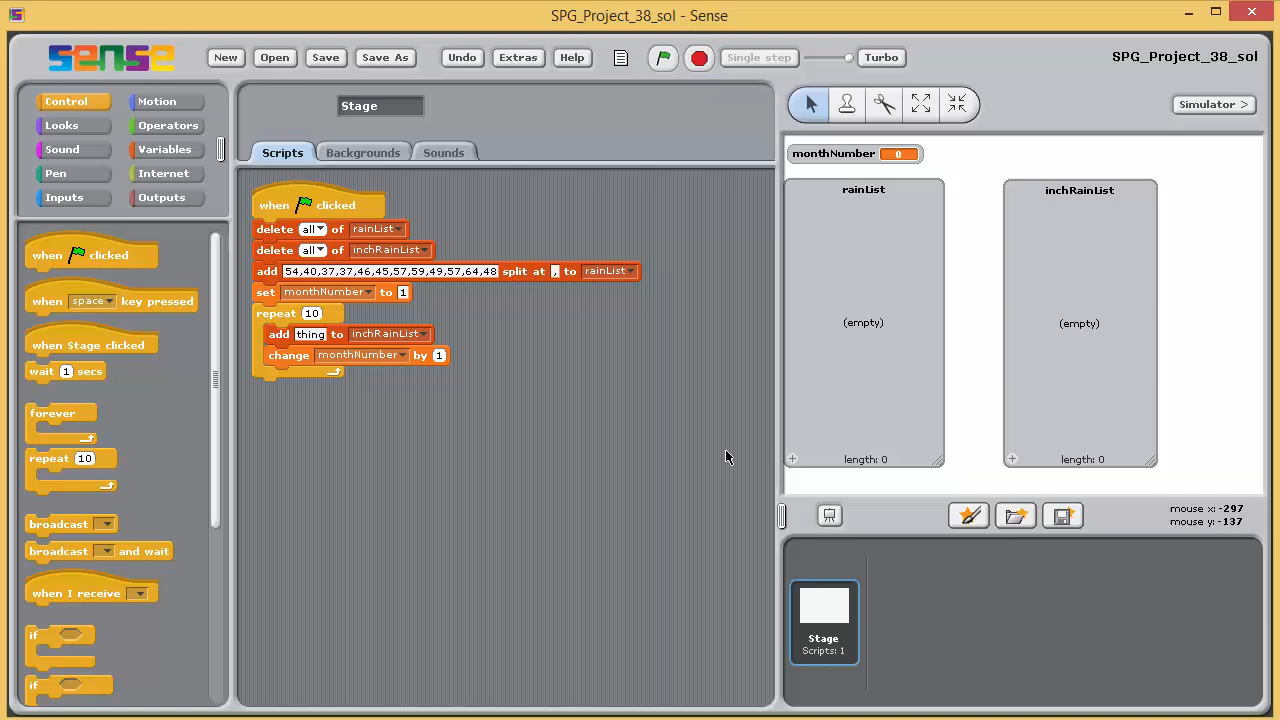 SPG_Project_38_sol - Sense
sense
New
Open
Save
Save As
Undo
Extras
Help
Single step
Turbo
SPG_Project_38_sol
Control
Motion
Looks
Operators
Sound
Variables
Pen
Internet
Inputs
Outputs
Stage
Scripts
Backgrounds
Sounds
Simulator >
when clicked
when space key pressed
when Stage clicked
wait 1 secs
forever
repeat 10
broadcast
broadcast and wait
when I receive
if
if
when clicked
delete all of rainList
delete all of inchRainList
add 54,40,37,37,46,45,57,59,49,57,64,48 split at , to rainList
set monthNumber to 1
repeat 10
add thing to inchRainList
change monthNumber by 1
monthNumber 0
rainList
(empty)
+ length: 0
inchRainList
(empty)
+ length: 0
mouse x: -297
mouse y: -137
Stage
Scripts: 1